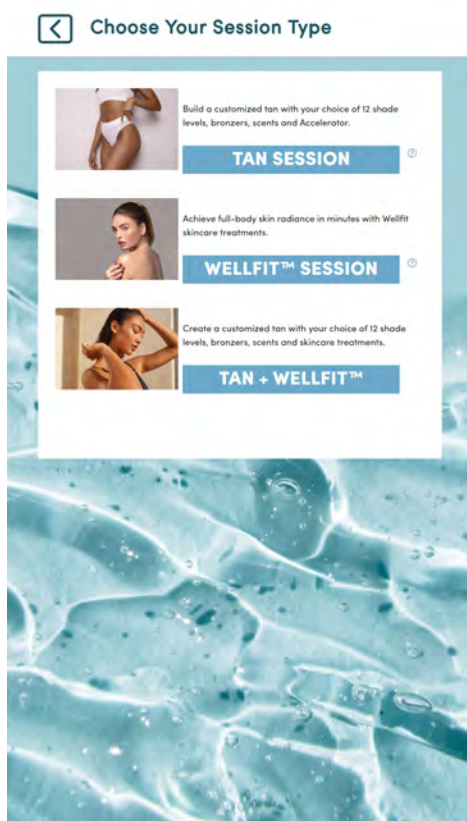 Choose Your Session Type
Build a customized tan with your choice of 12 shade
levels, bronzers, scents and Accelerator.
TAN SESSION
?
Achieve full-body skin radiance in minutes with Wellfit
skincare treatments.
WELLFIT™ SESSION
?
Create a customized tan with your choice of 12 shade
levels, bronzers, scents and skincare treatments.
TAN + WELLFIT™